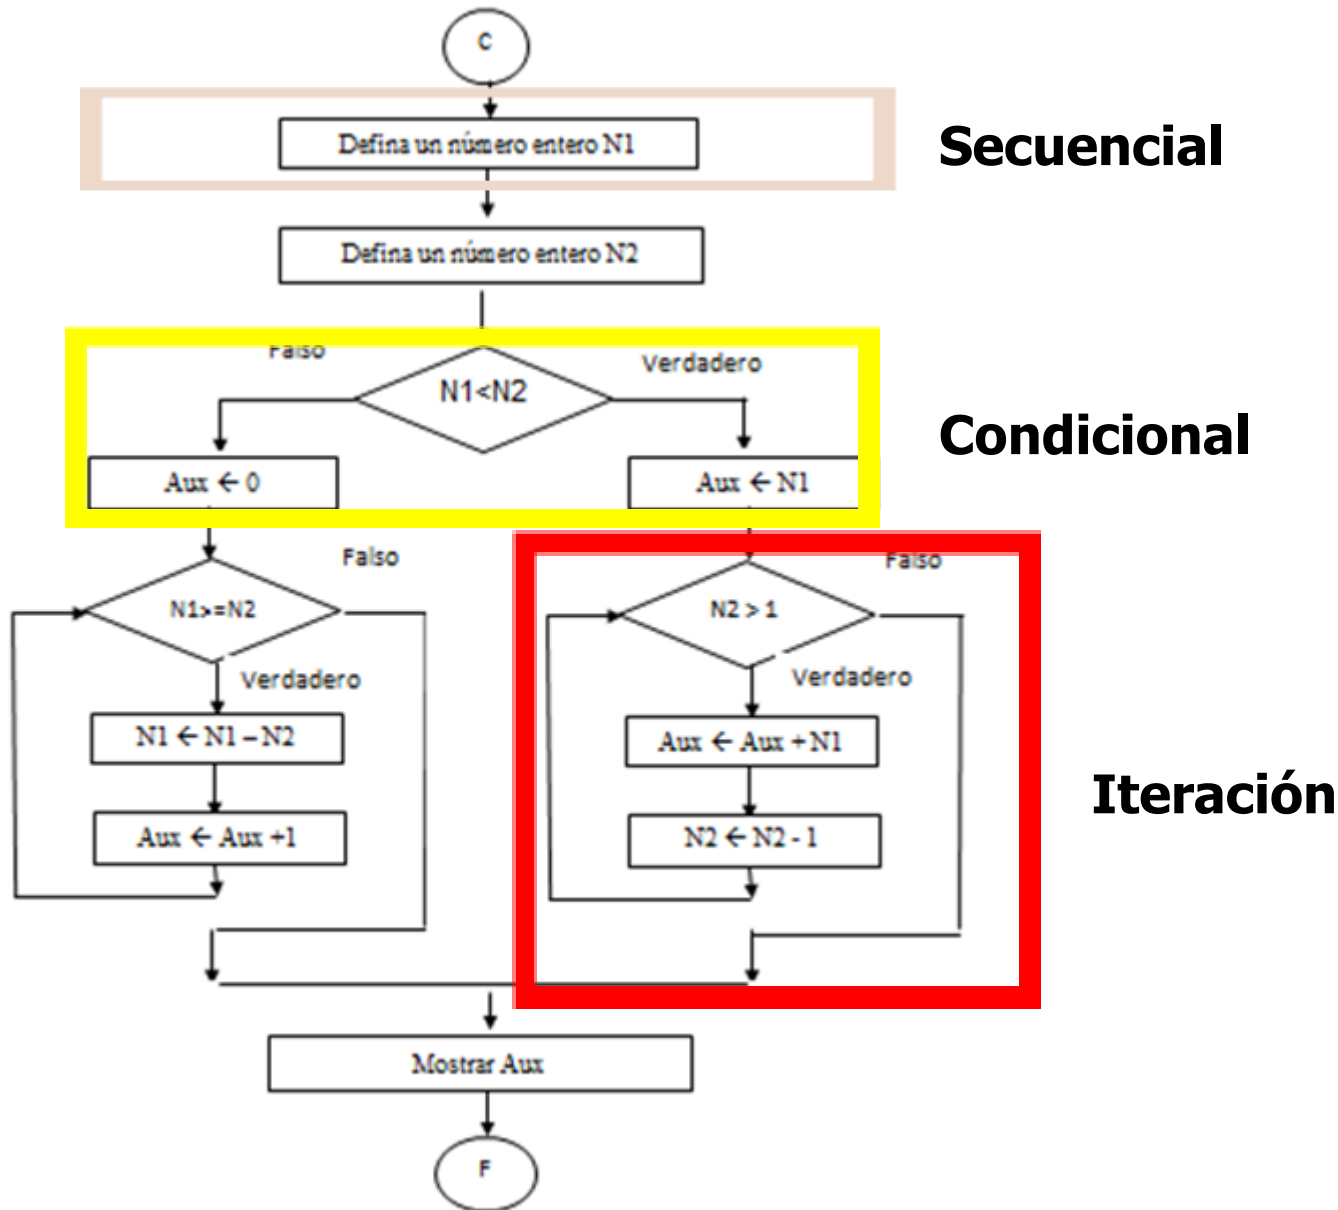 C
Defina un número entero N1
Secuencial
Defina un número entero N2
Falso
Verdadero
N1<N2
Condicional
Aux ← 0
Aux ← N1
Falso
Falso
N1>=N2
N2 > 1
Verdadero
Verdadero
N1 ← N1 – N2
Aux ← Aux + N1
Iteración
Aux ← Aux +1
N2 ← N2 - 1
Mostrar Aux
F